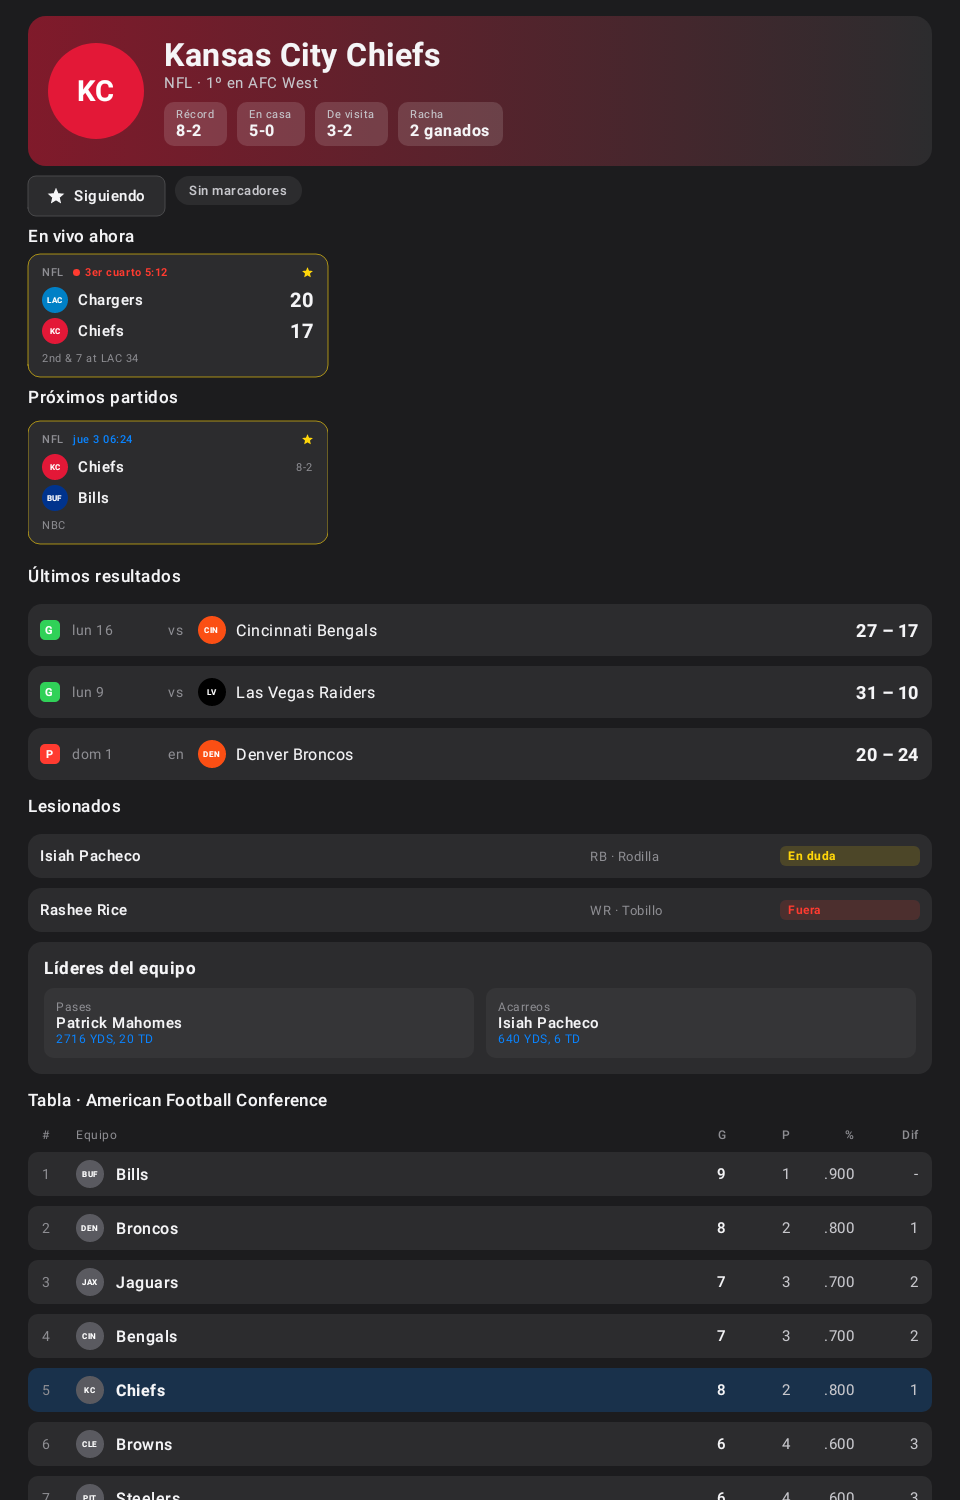 KC
Kansas City Chiefs
NFL · 1º en AFC West
Récord
8-2
En casa
5-0
De visita
3-2
Racha
2 ganados
Siguiendo
Sin marcadores
En vivo ahora
NFL 3er cuarto 5:12
LAC Chargers 20
KC Chiefs 17
2nd & 7 at LAC 34
Próximos partidos
NFL jue 3 06:24
KC Chiefs 8-2
BUF Bills
NBC
Últimos resultados
G lun 16 vs CIN Cincinnati Bengals 27 – 17
G lun 9 vs LV Las Vegas Raiders 31 – 10
P dom 1 en DEN Denver Broncos 20 – 24
Lesionados
Isiah Pacheco RB · Rodilla En duda
Rashee Rice WR · Tobillo Fuera
Líderes del equipo
Pases
Patrick Mahomes
2716 YDS, 20 TD
Acarreos
Isiah Pacheco
640 YDS, 6 TD
Tabla · American Football Conference
# Equipo G P % Dif
1 BUF Bills 9 1 .900 -
2 DEN Broncos 8 2 .800 1
3 JAX Jaguars 7 3 .700 2
4 CIN Bengals 7 3 .700 2
5 KC Chiefs 8 2 .800 1
6 CLE Browns 6 4 .600 3
7 PIT Steelers 6 4 .600 3